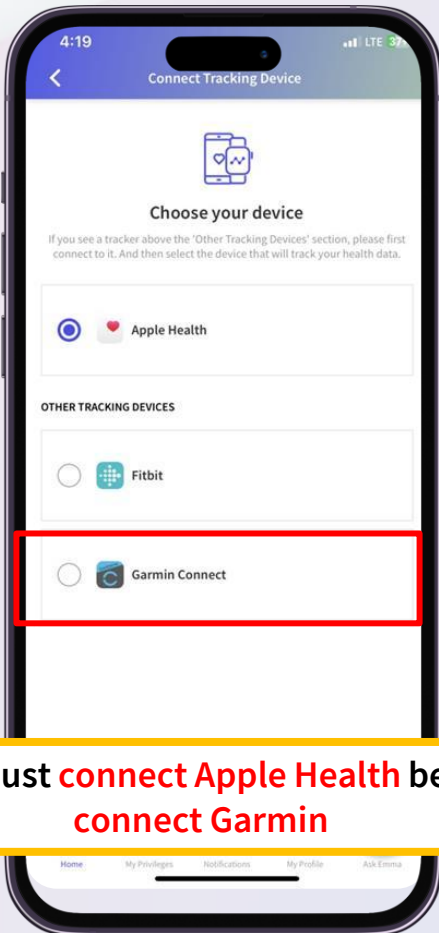 4:19
LTE 37
Connect Tracking Device
Choose your device
If you see a tracker above the 'Other Tracking Devices' section, please first
connect to it. And then select the device that will track your health data.
Apple Health
OTHER TRACKING DEVICES
Fitbit
Garmin Connect
ust connect Apple Health be
connect Garmin
Home My Privileges Notifications My Profile Ask Emma